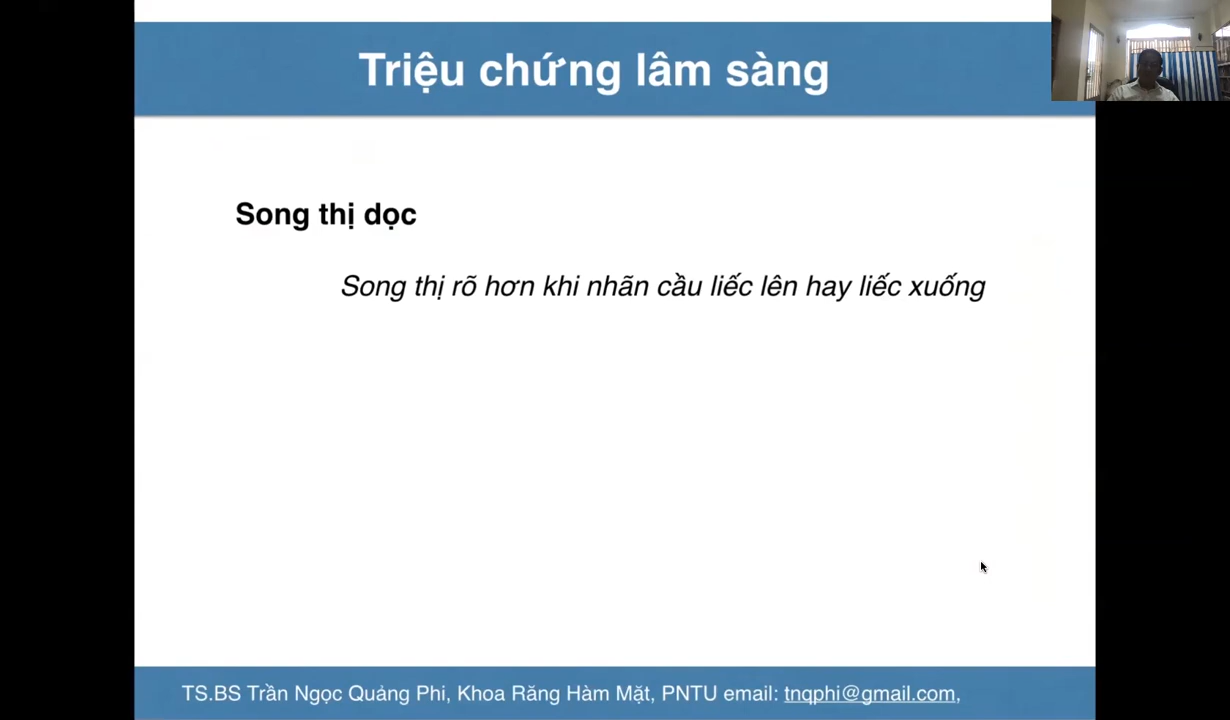 Triệu chứng lâm sàng
Song thị dọc
Song thị rõ hơn khi nhãn cầu liếc lên hay liếc xuống
TS.BS Trần Ngọc Quảng Phi, Khoa Răng Hàm Mặt, PNTU email: tnqphi@gmail.com,